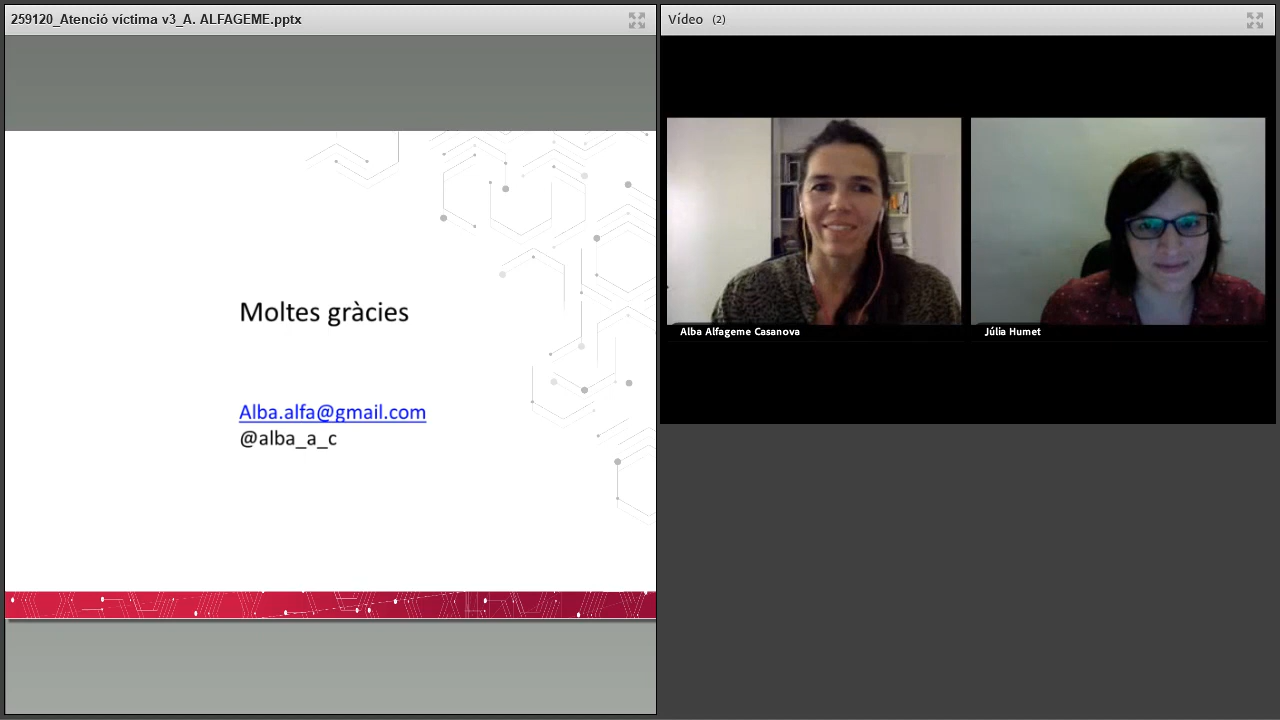 259120_Atenció víctima v3_A. ALFAGEME.pptx
Vídeo (2)
Moltes gràcies
Alba.alfa@gmail.com
@alba_a_c
Alba Alfageme Casanova
Júlia Humet